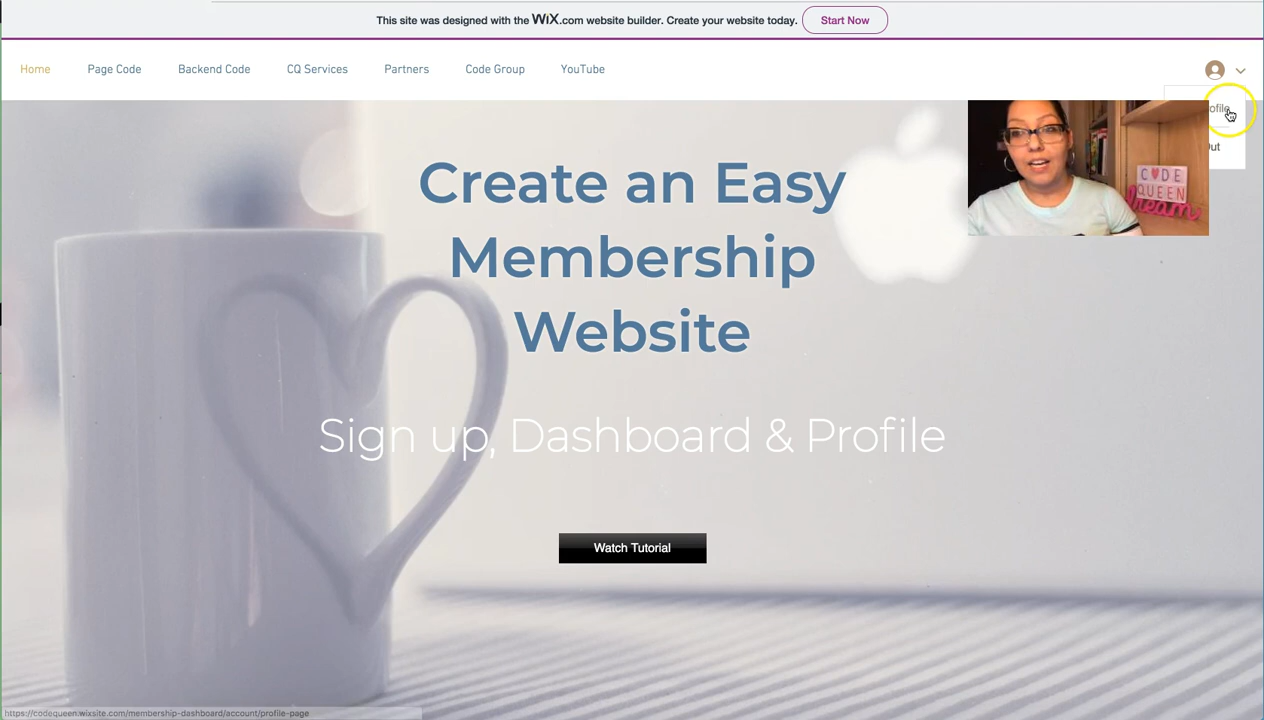 This site was designed with the WiX.com website builder. Create your website today. Start Now
Home Page Code Backend Code CQ Services Partners Code Group YouTube
ofile
Out
CODE
QUEEN
dream
Create an Easy
Membership
Website
Sign up, Dashboard & Profile
Watch Tutorial
https://codequeen.wixsite.com/membership-dashboard/account/profile-page